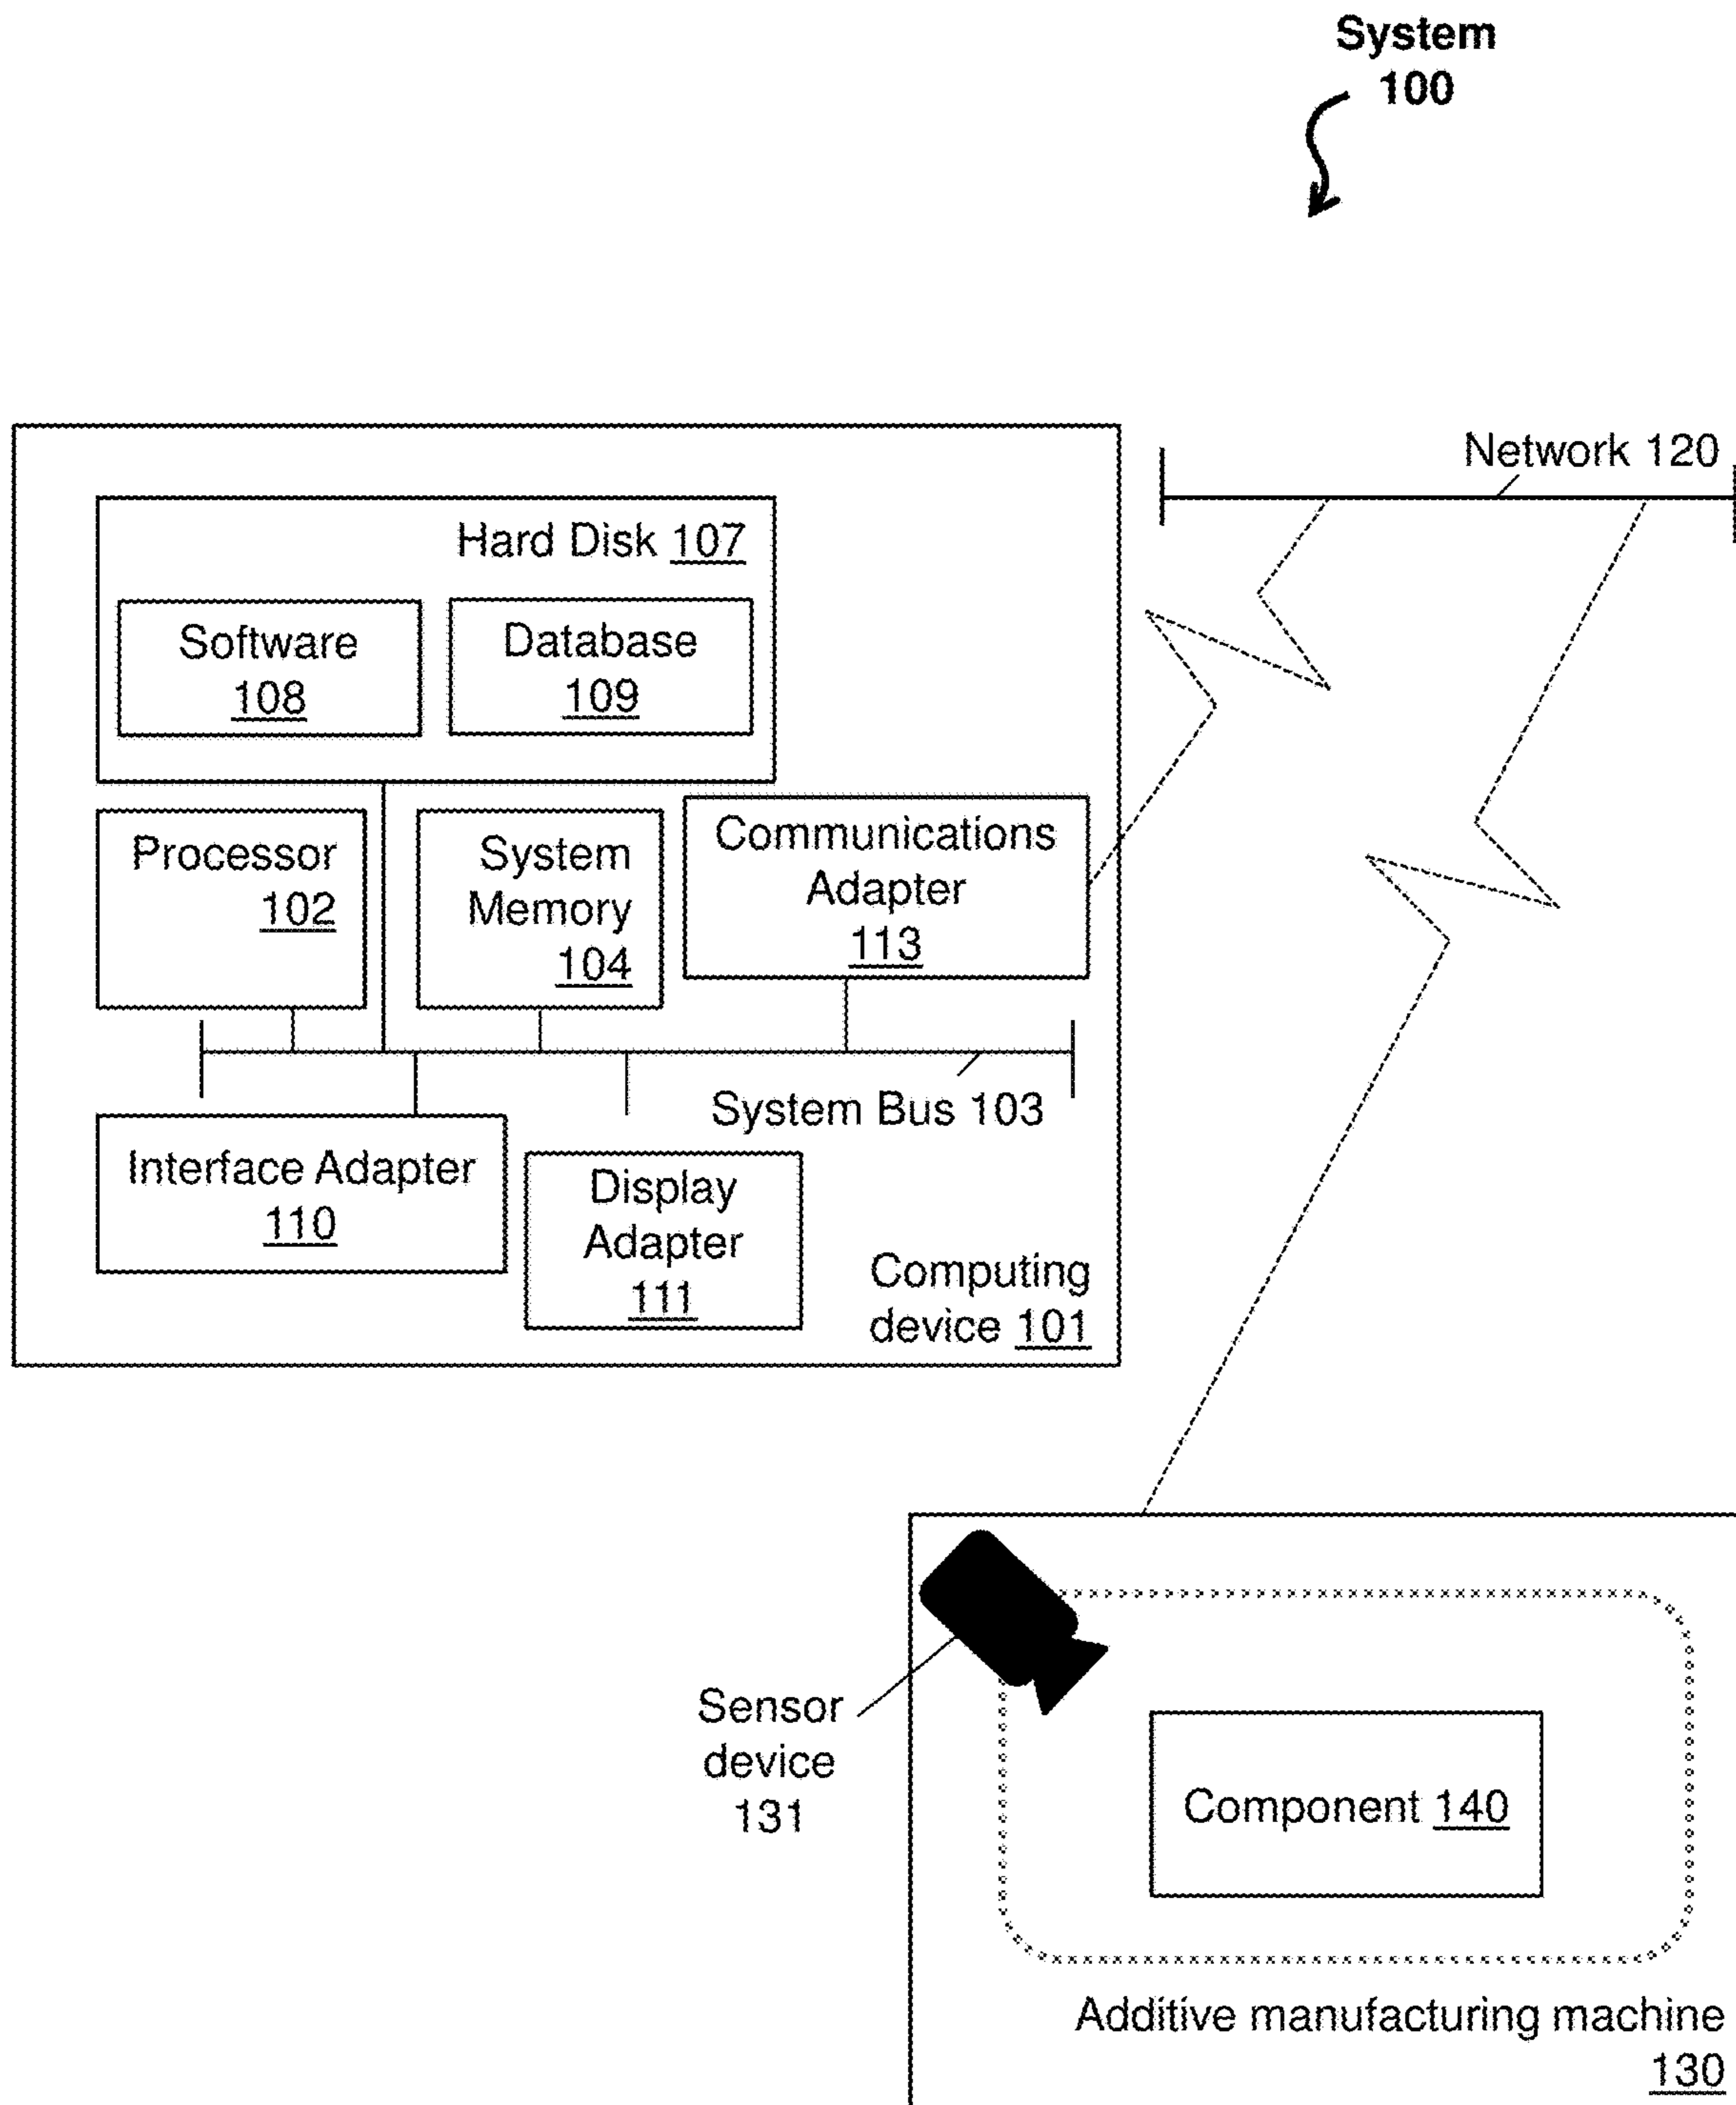 System
100
Network 120
Hard Disk 107
Software
108
Database
109
Processor
102
System
Memory
104
Communications
Adapter
113
System Bus 103
Interface Adapter
110
Display
Adapter
111
Computing
device 101
Sensor
device
131
Component 140
Additive manufacturing machine
130